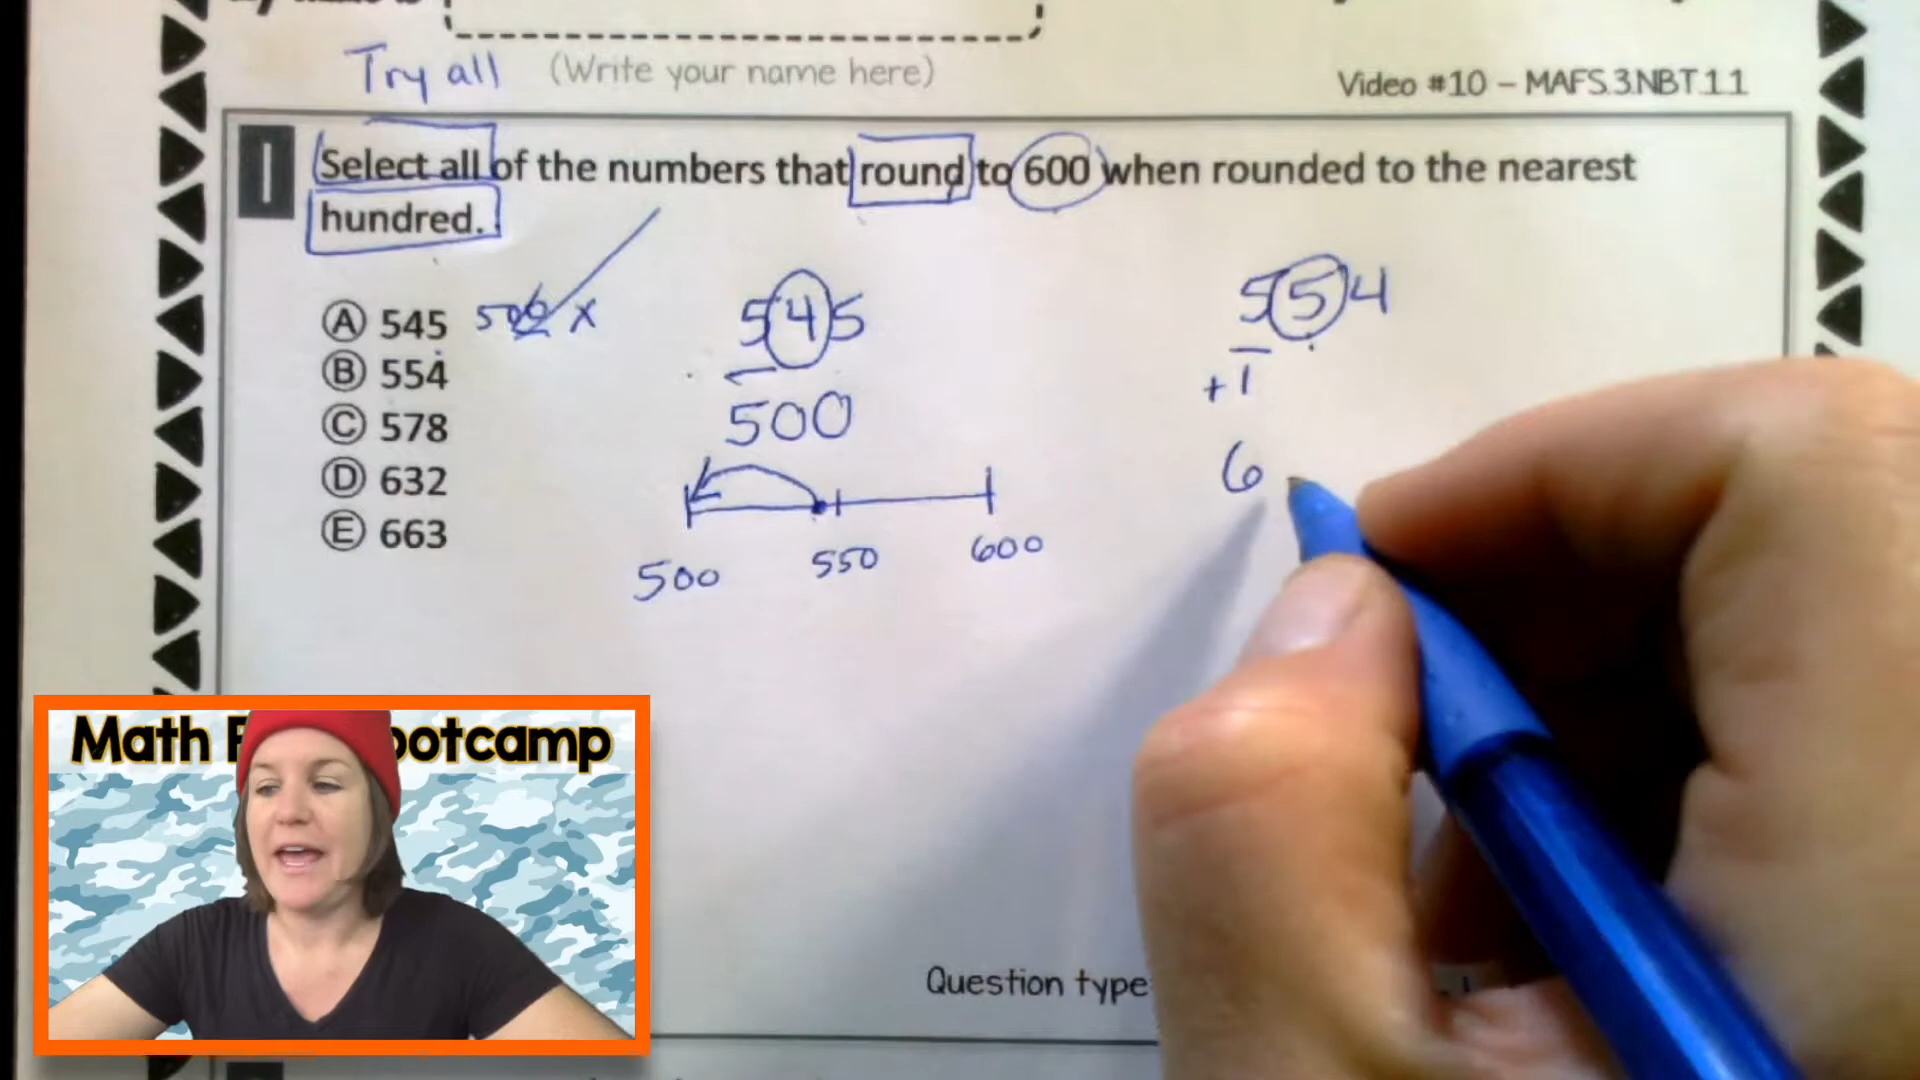 Try all (Write your name here)
Video #10 – MAFS.3.NBT.1.1
1 Select all of the numbers that round to 600 when rounded to the nearest
hundred.
A 545 500 X
B 554
C 578
D 632
E 663
545
500
500 550 600
554
+1
6
Question type
Math otcamp